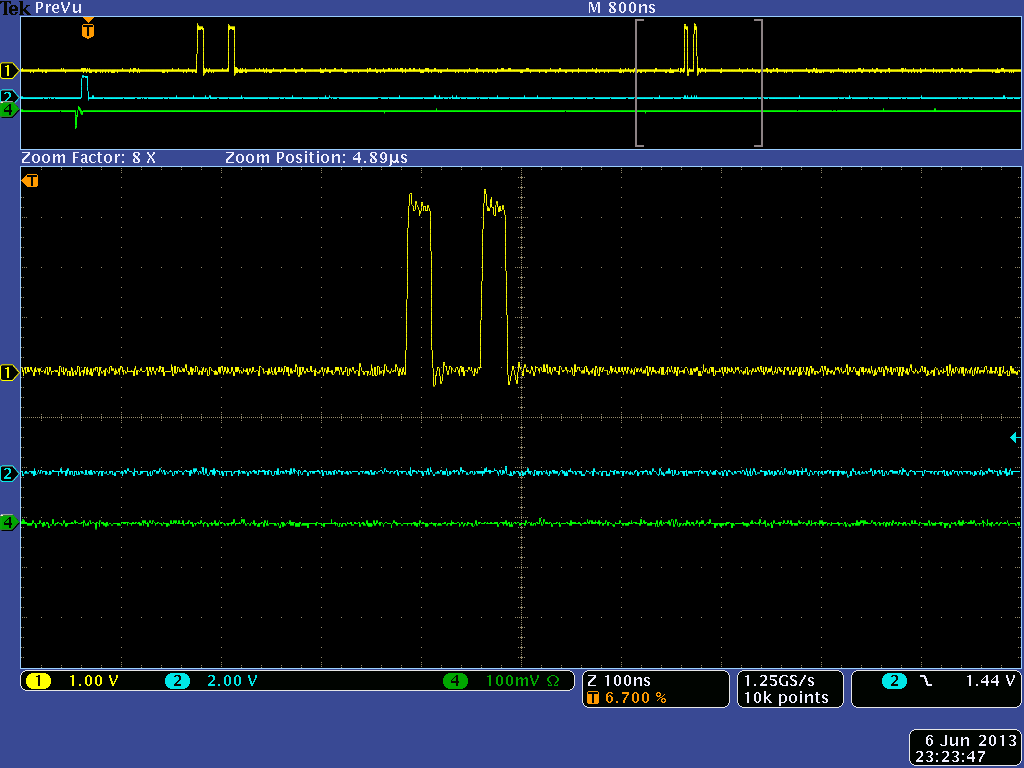 Tek PreVu M 800ns
T
1
2
4
Zoom Factor: 8 X Zoom Position: 4.89µs
T
1
2
4
1 1.00 V 2 2.00 V 4 100mV Ω Z 100ns 1.25GS/s 2 1.44 V
T 6.700 % 10k points
6 Jun 2013
23:23:47